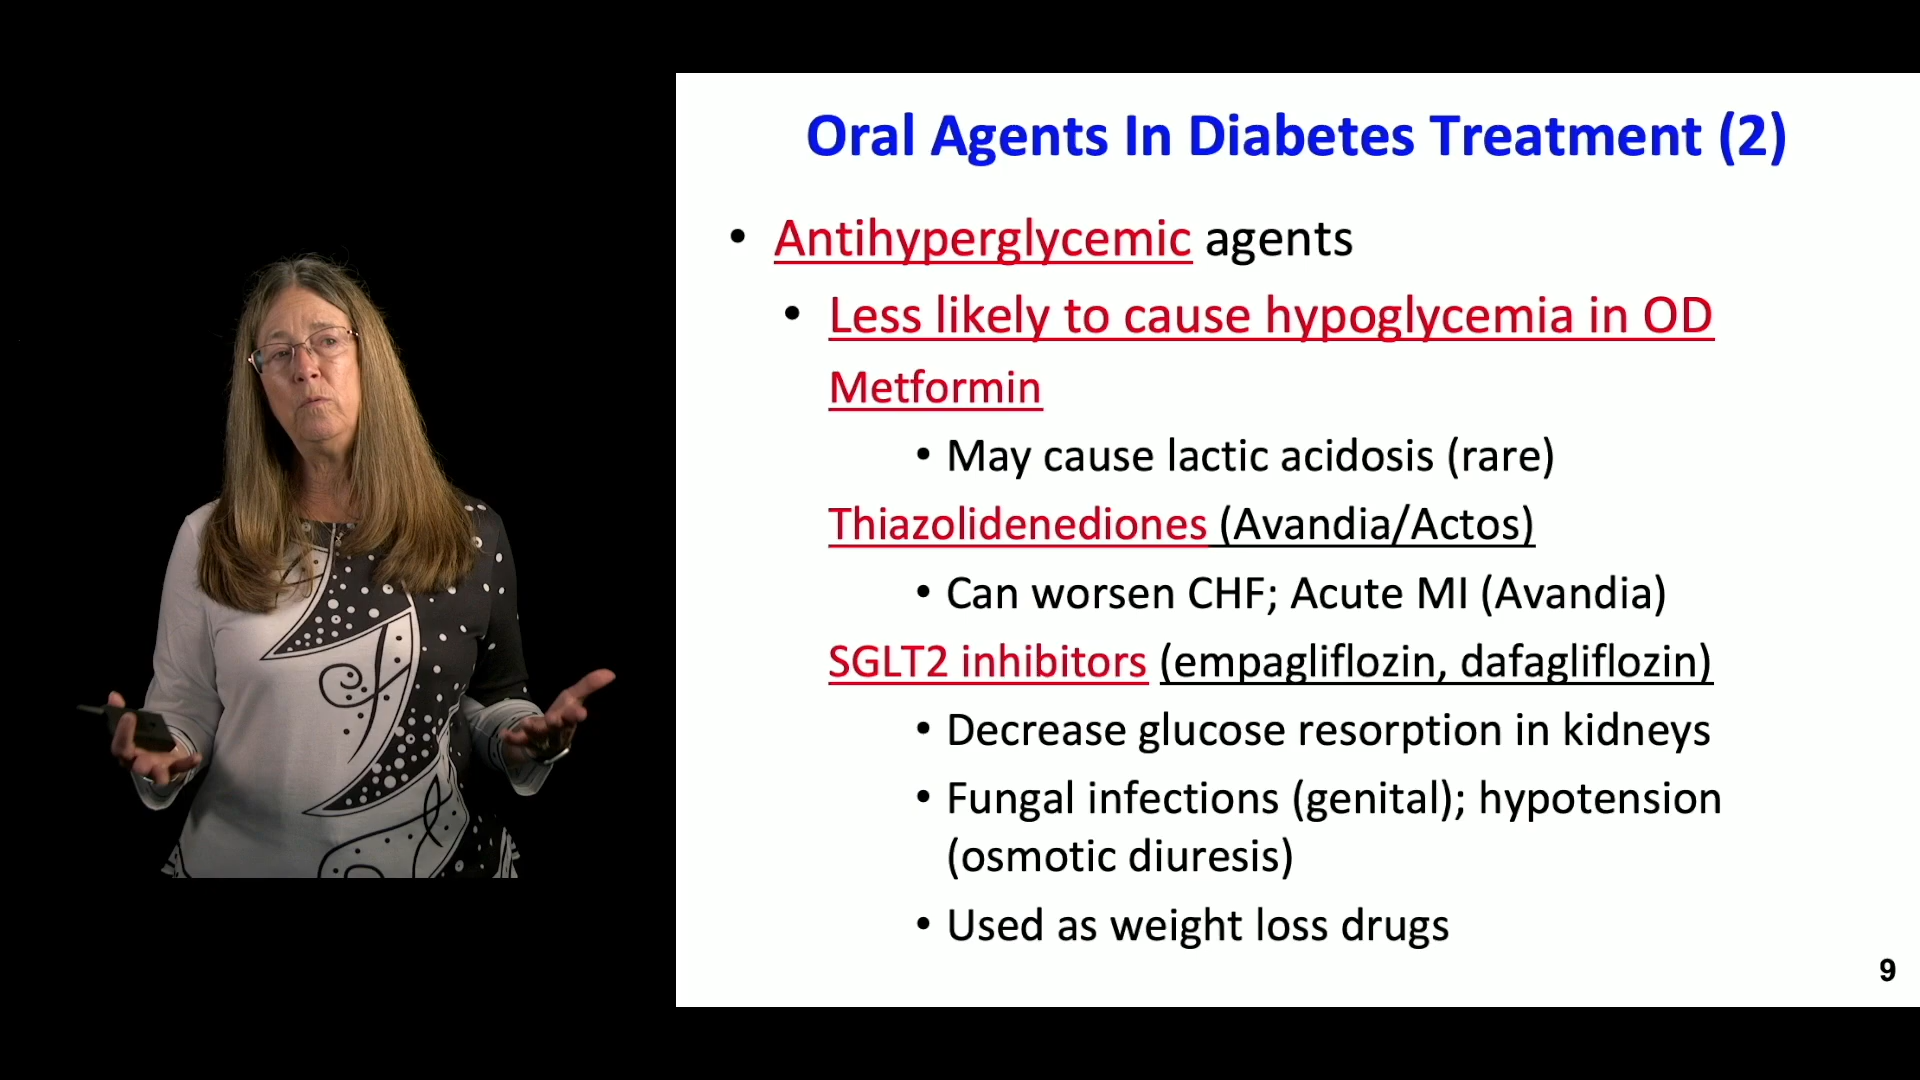 Oral Agents In Diabetes Treatment (2)
• Antihyperglycemic agents
• Less likely to cause hypoglycemia in OD
Metformin
• May cause lactic acidosis (rare)
Thiazolidenediones (Avandia/Actos)
• Can worsen CHF; Acute MI (Avandia)
SGLT2 inhibitors (empagliflozin, dafagliflozin)
• Decrease glucose resorption in kidneys
• Fungal infections (genital); hypotension
(osmotic diuresis)
• Used as weight loss drugs
9